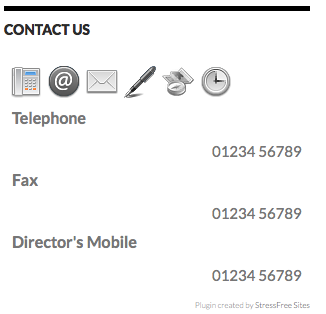 CONTACT US
@
Telephone
01234 56789
Fax
01234 56789
Director's Mobile
01234 56789
Plugin created by StressFree Sites